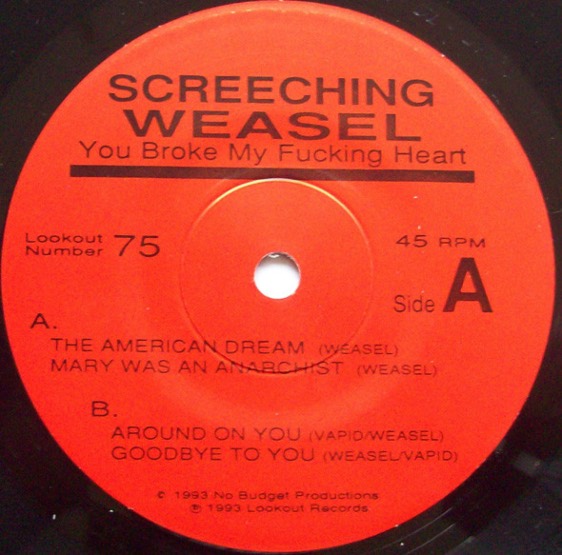 SCREECHING
WEASEL
You Broke My Fucking Heart
Lookout
Number 75
45 RPM
Side A
A.
THE AMERICAN DREAM (WEASEL)
MARY WAS AN ANARCHIST (WEASEL)
B.
AROUND ON YOU (VAPID/WEASEL)
GOODBYE TO YOU (WEASEL/VAPID)
© 1993 No Budget Productions
℗ 1993 Lookout Records